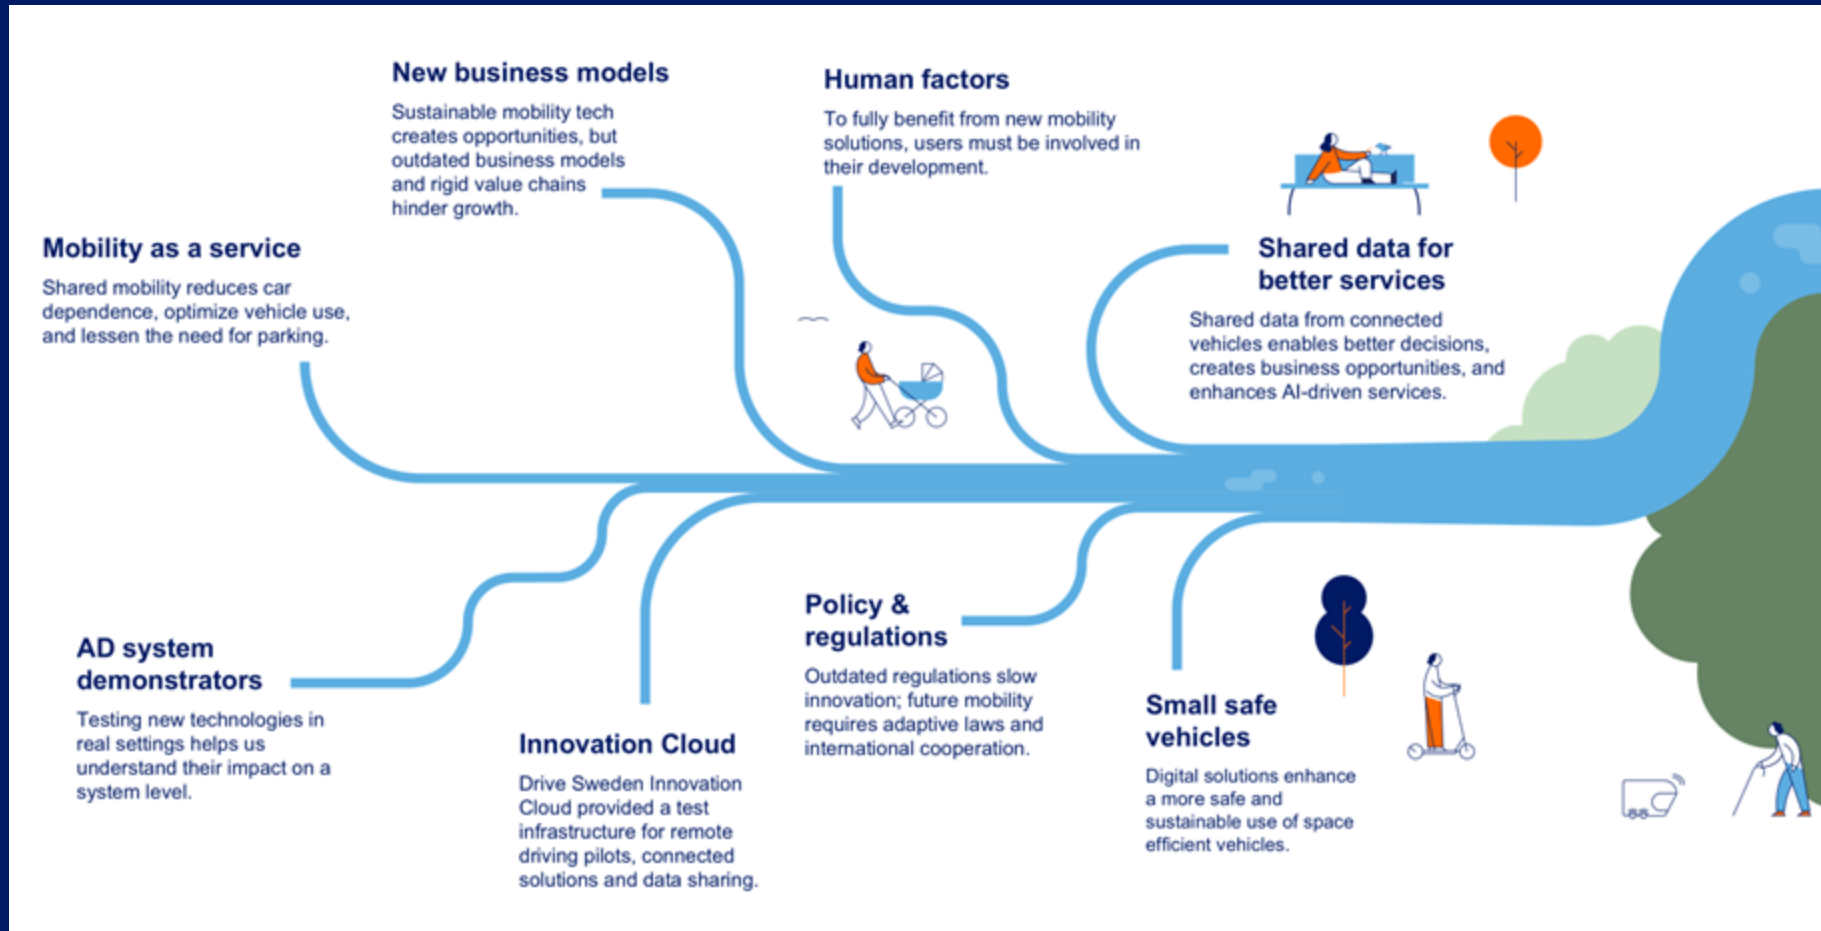 New business models
Sustainable mobility tech
creates opportunities, but
outdated business models
and rigid value chains
hinder growth.
Human factors
To fully benefit from new mobility
solutions, users must be involved in
their development.
Mobility as a service
Shared mobility reduces car
dependence, optimize vehicle use,
and lessen the need for parking.
Shared data for
better services
Shared data from connected
vehicles enables better decisions,
creates business opportunities, and
enhances AI-driven services.
AD system
demonstrators
Testing new technologies in
real settings helps us
understand their impact on a
system level.
Innovation Cloud
Drive Sweden Innovation
Cloud provided a test
infrastructure for remote
driving pilots, connected
solutions and data sharing.
Policy &
regulations
Outdated regulations slow
innovation; future mobility
requires adaptive laws and
international cooperation.
Small safe
vehicles
Digital solutions enhance
a more safe and
sustainable use of space
efficient vehicles.